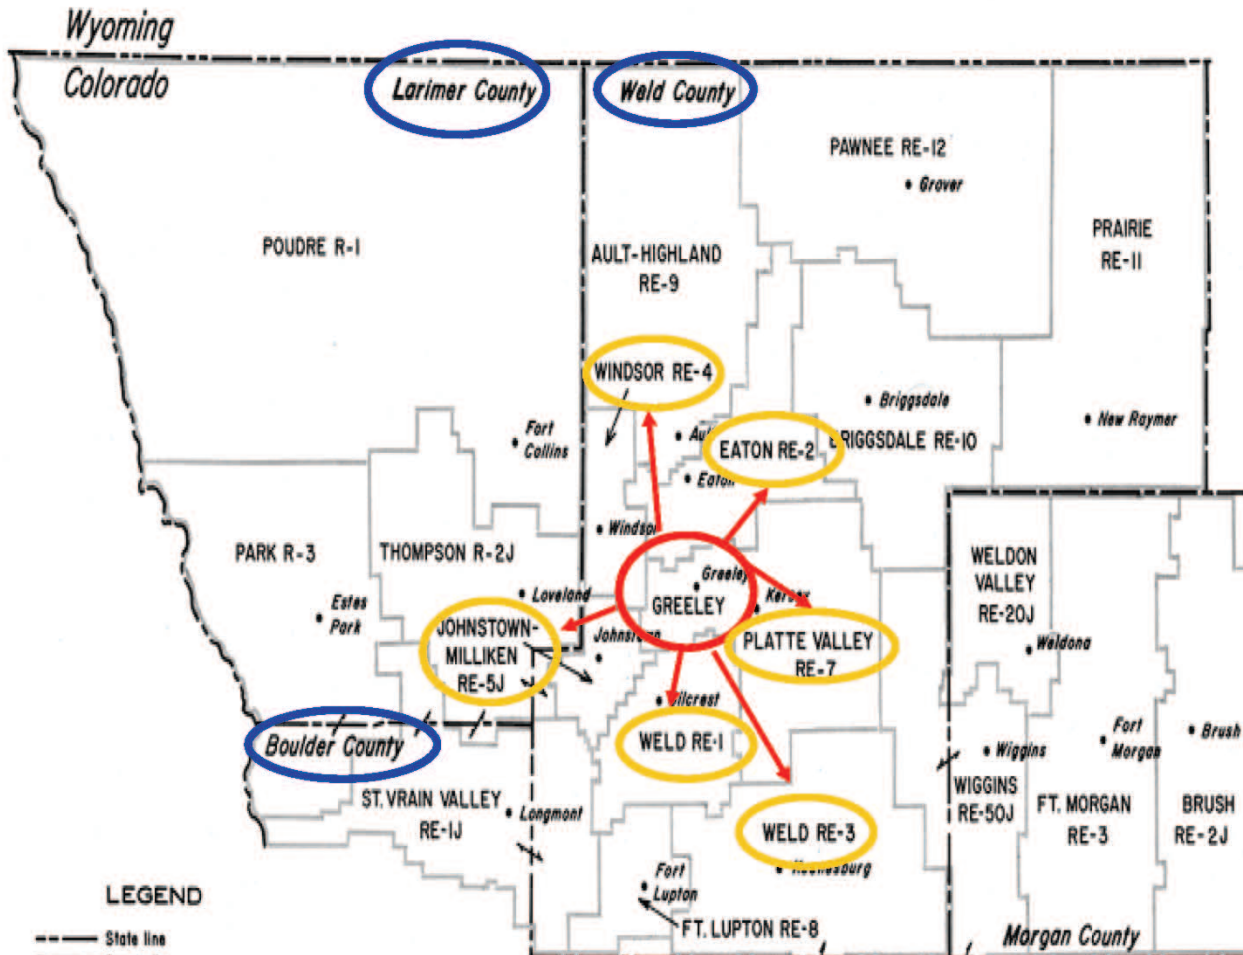 Wyoming
Colorado
Larimer County
Weld County
PAWNEE RE-12
Grover
POUDRE R-1
AULT-HIGHLAND
RE-9
PRAIRIE
RE-11
WINDSOR RE-4
Briggsdale
BRIGGSDALE RE-10
New Raymer
Fort
Collins
EATON RE-2
Eaton
Windsor
PARK R-3
THOMPSON R-2J
WELDON
VALLEY
RE-20J
Weldona
Estes
Park
Loveland
Greeley
GREELEY
JOHNSTOWN-
MILLIKEN
RE-5J
Johnstown
PLATTE VALLEY
RE-7
WELD RE-1
Boulder County
Wiggins
WIGGINS
RE-50J
Fort
Morgan
FT. MORGAN
RE-3
Brush
BRUSH
RE-2J
ST. VRAIN VALLEY
RE-1J
Longmont
WELD RE-3
Fort
Lupton
FT. LUPTON RE-8
Morgan County
LEGEND
State line